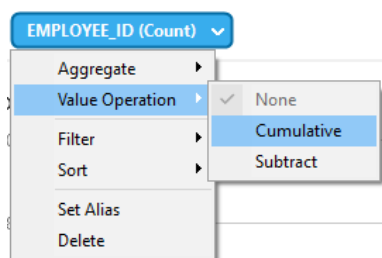 EMPLOYEE_ID (Count)
Aggregate
Value Operation
None
Cumulative
Subtract
Filter
Sort
Set Alias
Delete